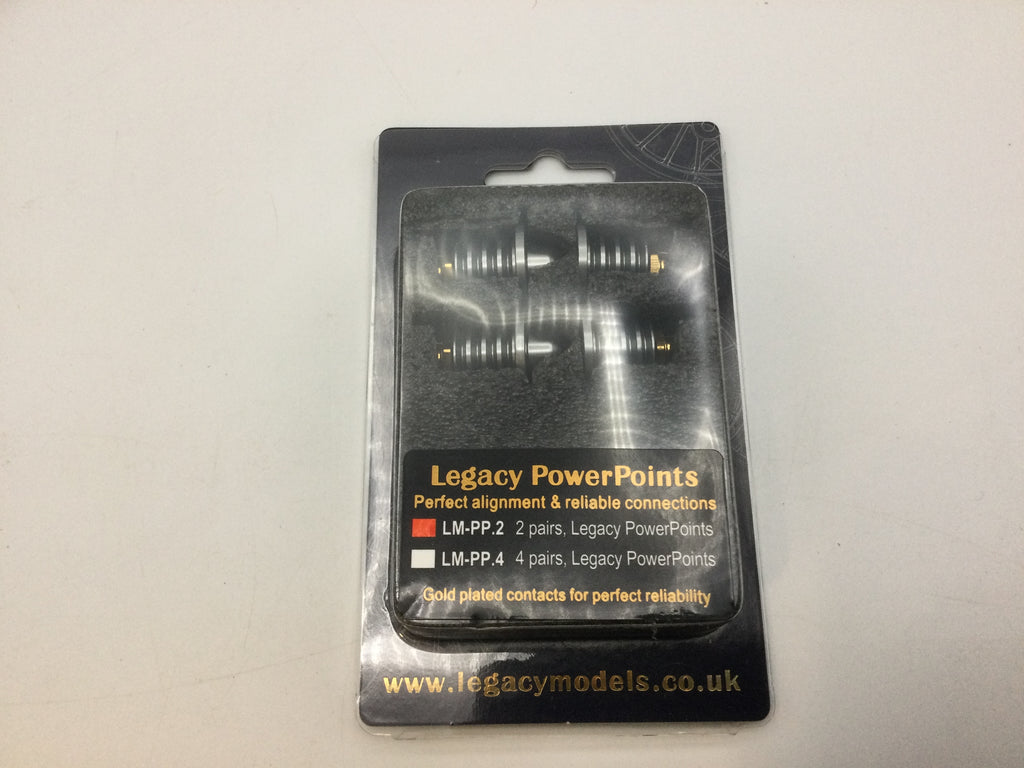 Legacy PowerPoints
Perfect alignment & reliable connections
LM-PP.2 2 pairs, Legacy PowerPoints
LM-PP.4 4 pairs, Legacy PowerPoints
Gold plated contacts for perfect reliability
www.legacymodels.co.uk